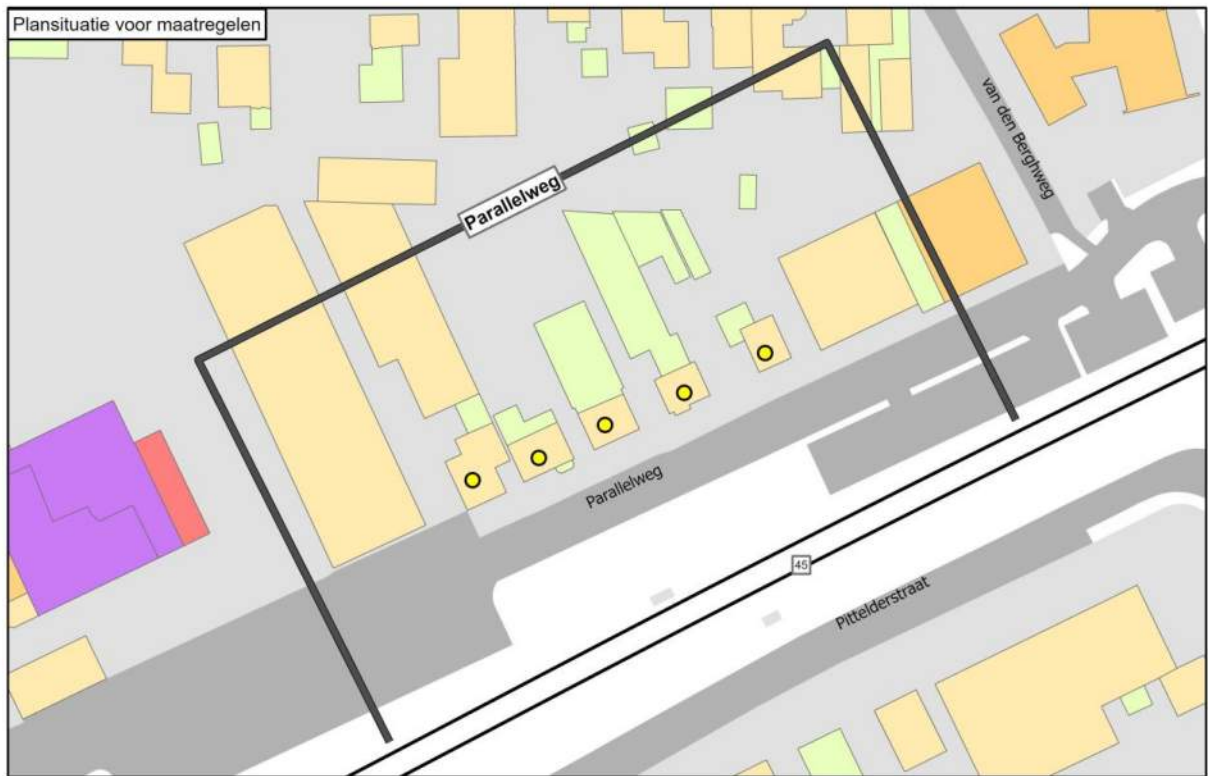 Plansituatie voor maatregelen
van den Berghweg
Parallelweg
Parallelweg
45
Pittelderstraat